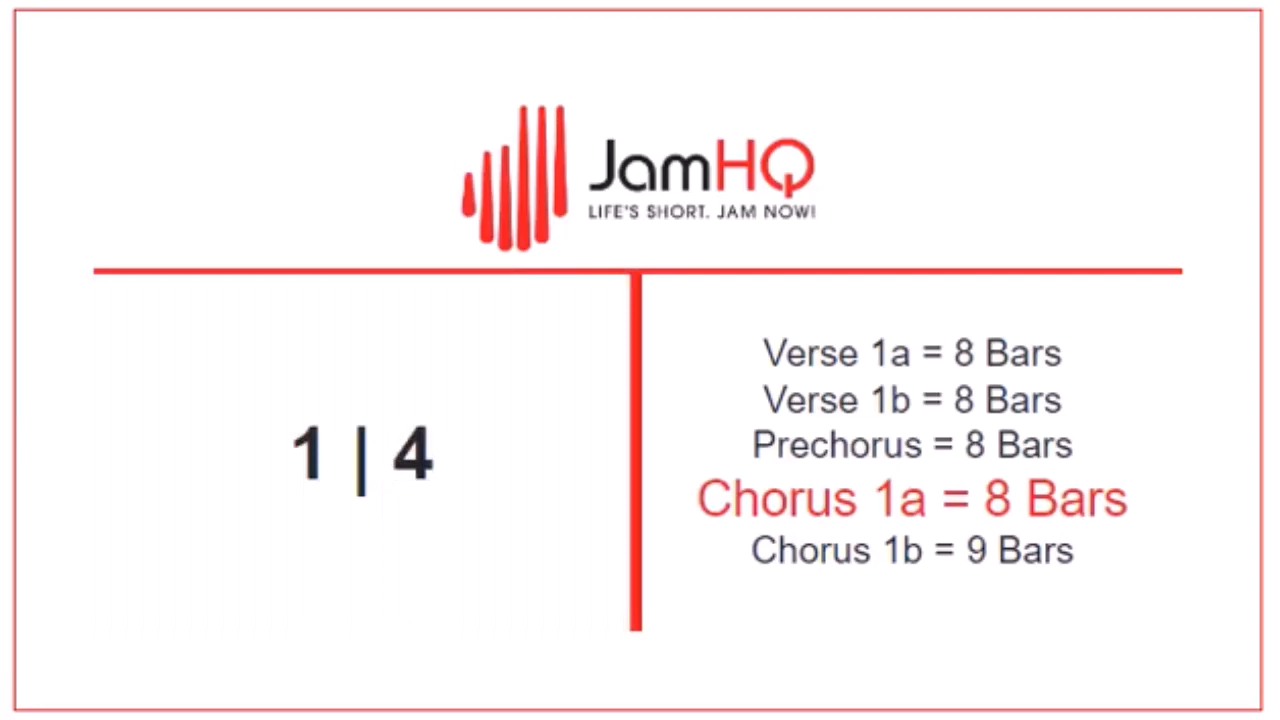 JamHQ
LIFE'S SHORT. JAM NOW!
1 | 4
Verse 1a = 8 Bars
Verse 1b = 8 Bars
Prechorus = 8 Bars
Chorus 1a = 8 Bars
Chorus 1b = 9 Bars